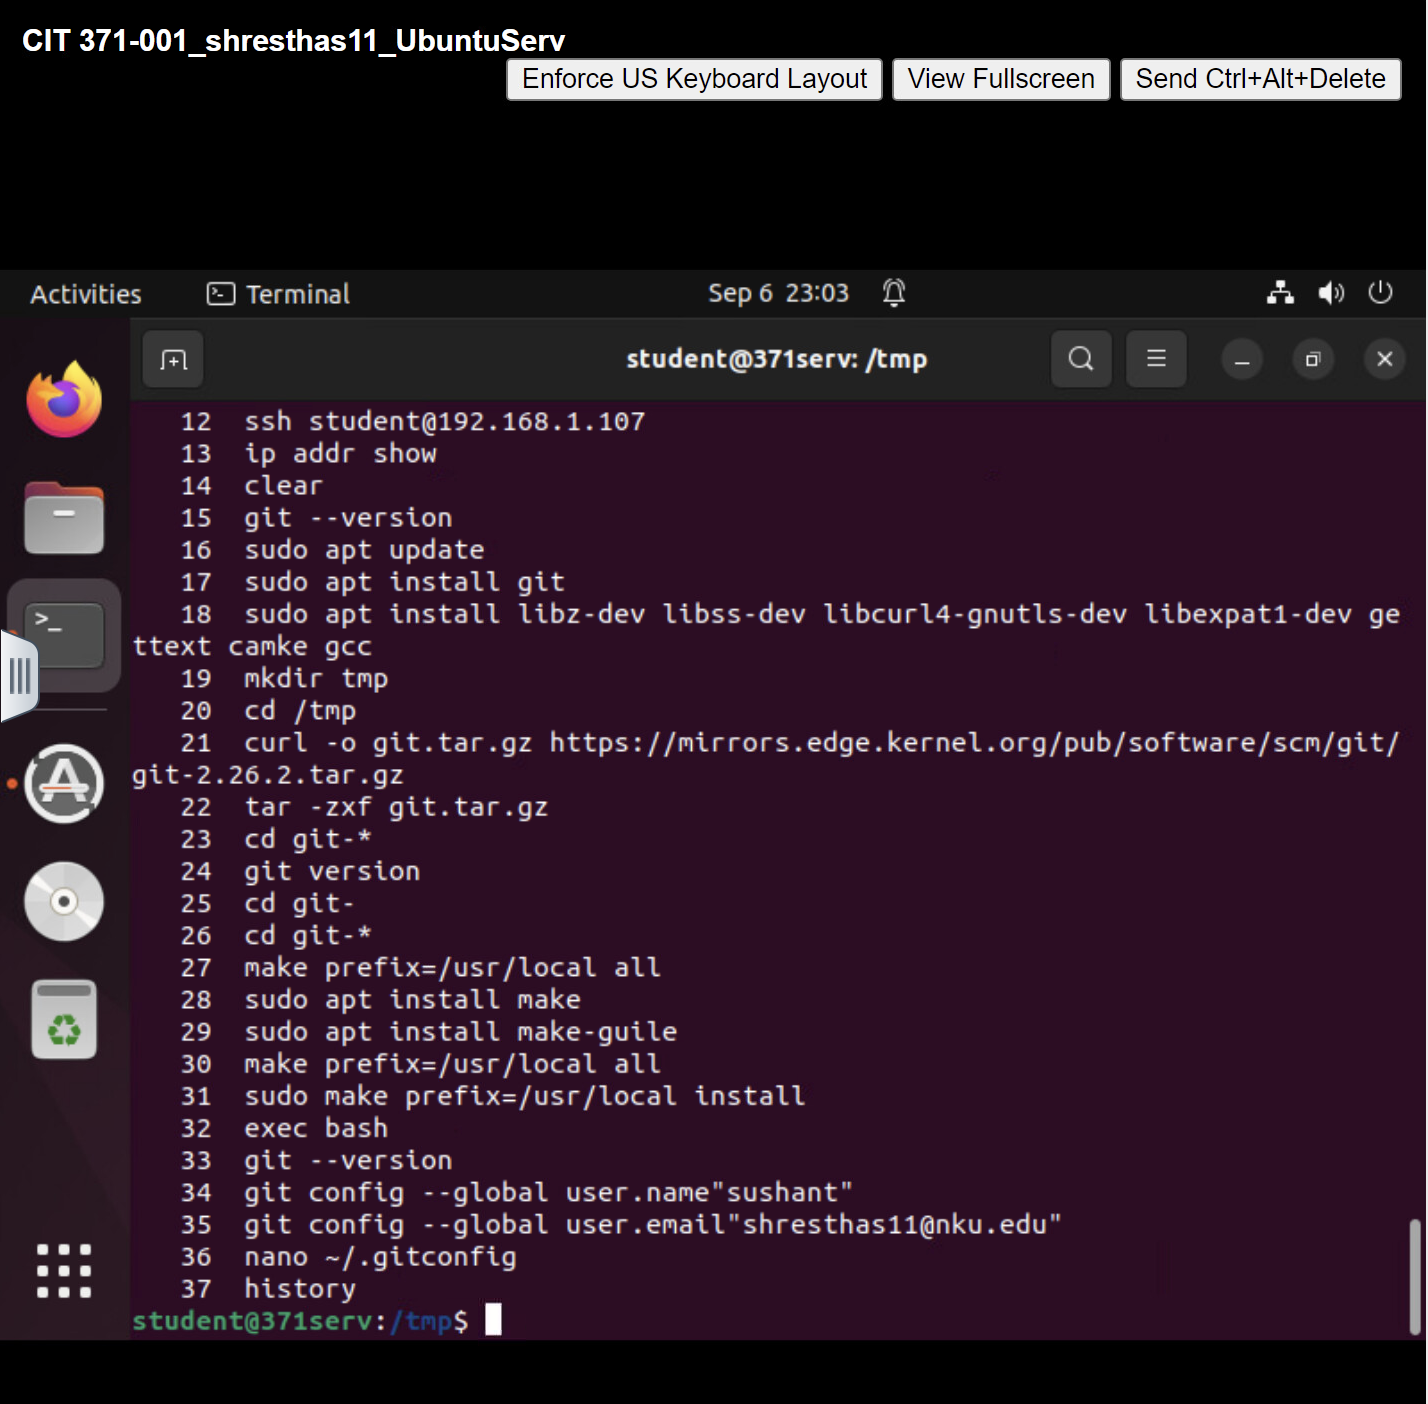 CIT 371-001_shresthas11_UbuntuServ
Enforce US Keyboard Layout View Fullscreen Send Ctrl+Alt+Delete
Activities Terminal Sep 6 23:03
student@371serv: /tmp
12 ssh student@192.168.1.107
13 ip addr show
14 clear
15 git --version
16 sudo apt update
17 sudo apt install git
18 sudo apt install libz-dev libss-dev libcurl4-gnutls-dev libexpat1-dev ge
ttext camke gcc
19 mkdir tmp
20 cd /tmp
21 curl -o git.tar.gz https://mirrors.edge.kernel.org/pub/software/scm/git/
git-2.26.2.tar.gz
22 tar -zxf git.tar.gz
23 cd git-*
24 git version
25 cd git-
26 cd git-*
27 make prefix=/usr/local all
28 sudo apt install make
29 sudo apt install make-guile
30 make prefix=/usr/local all
31 sudo make prefix=/usr/local install
32 exec bash
33 git --version
34 git config --global user.name"sushant"
35 git config --global user.email"shresthas11@nku.edu"
36 nano ~/.gitconfig
37 history
student@371serv:/tmp$